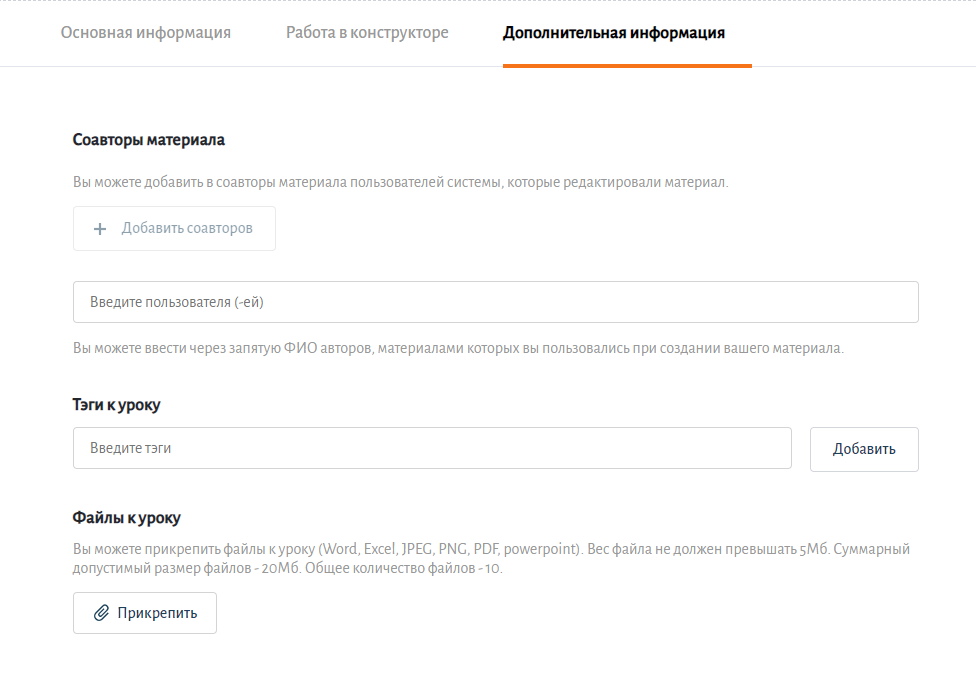 Основная информация Работа в конструкторе Дополнительная информация
Соавторы материала
Вы можете добавить в соавторы материала пользователей системы, которые редактировали материал.
+ Добавить соавторов
Введите пользователя (-ей)
Вы можете ввести через запятую ФИО авторов, материалами которых вы пользовались при создании вашего материала.
Тэги к уроку
Введите тэги Добавить
Файлы к уроку
Вы можете прикрепить файлы к уроку (Word, Excel, JPEG, PNG, PDF, powerpoint). Вес файла не должен превышать 5Мб. Суммарный
допустимый размер файлов - 20Мб. Общее количество файлов - 10.
Прикрепить